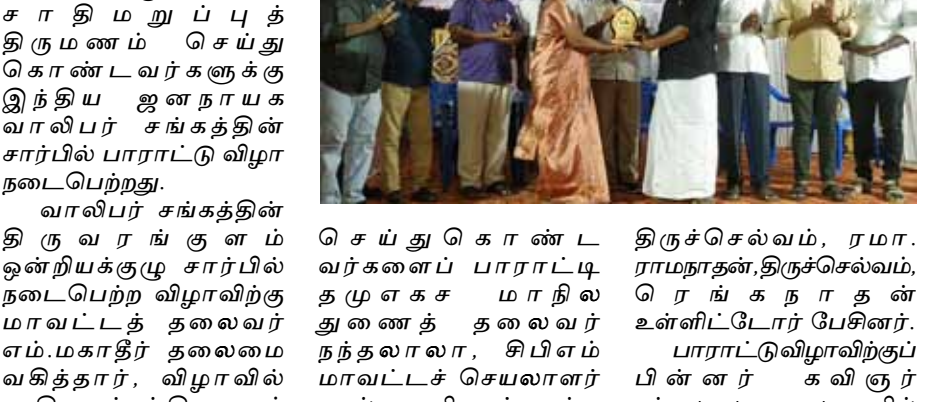 சாதிமறுப்புத்
திருமணம் செய்து
கொண்டவர்களுக்கு
இந்திய ஜனநாயக
வாலிபர் சங்கத்தின்
சார்பில் பாராட்டு விழா
நடைபெற்றது.
வாலிபர் சங்கத்தின்
திருவரங்குளம்
ஒன்றியக்குழு சார்பில்
நடைபெற்ற விழாவிற்கு
மாவட்டத் தலைவர்
எம்.மகாதீர் தலைமை
வகித்தார், விழாவில்
செய்துகொண்ட
வர்களைப் பாராட்டி
தமுஎகச மாநில
துணைத் தலைவர்
நந்தலாலா, சிபிஎம்
மாவட்டச் செயலாளர்
திருச்செல்வம், ரமா.
ராமநாதன்,திருச்செல்வம்,
ரெங்கநாதன்
உள்ளிட்டோர் பேசினர்.
பாராட்டுவிழாவிற்குப்
பின்னர் கவிஞர்